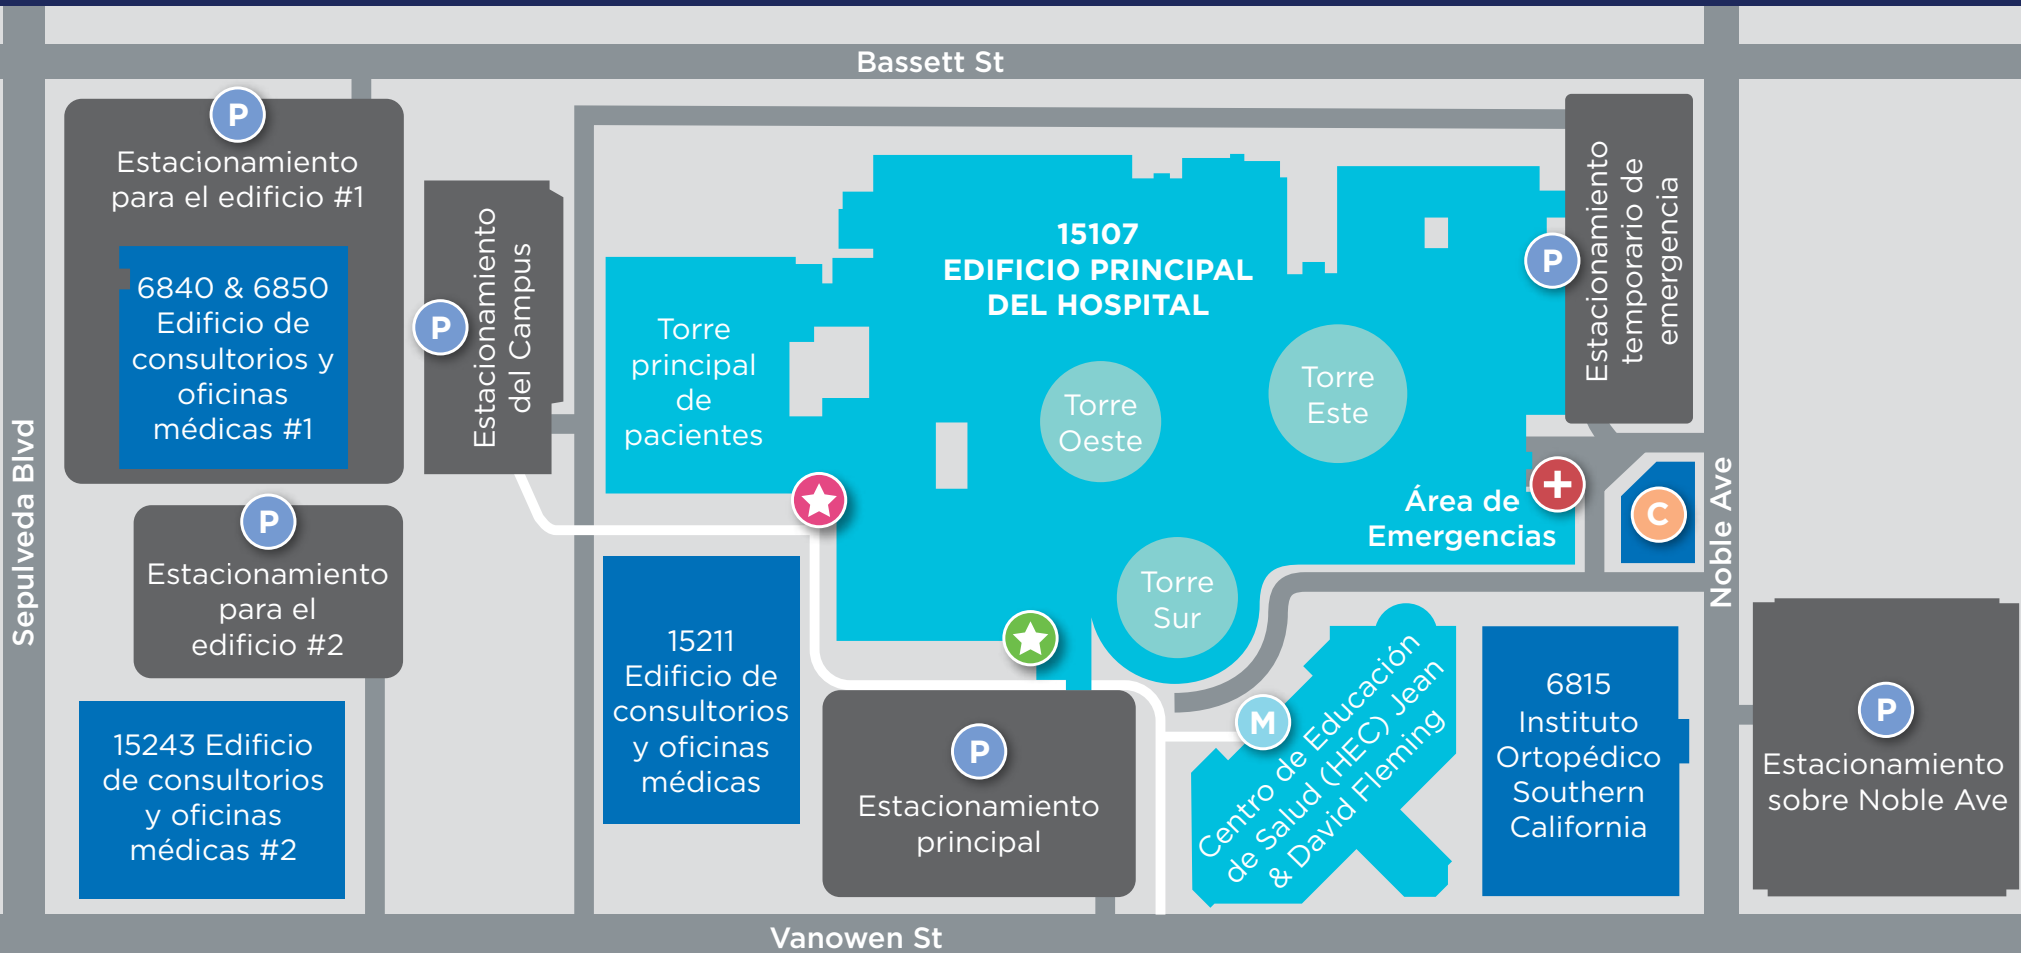 Bassett St
P
Estacionamiento
para el edificio #1
6840 & 6850
Edificio de
consultorios y
oficinas
médicas #1
P
Estacionamiento
del Campus
Torre
principal
de
pacientes
15107
EDIFICIO PRINCIPAL
DEL HOSPITAL
Torre
Oeste
Torre
Este
Torre
Sur
P
Estacionamiento
temporario de
emergencia
Área de
Emergencias
C
Sepulveda Blvd
Noble Ave
P
Estacionamiento
para el
edificio #2
15243 Edificio
de consultorios
y oficinas
médicas #2
15211
Edificio de
consultorios
y oficinas
médicas
P
Estacionamiento
principal
M
Centro de Educación
de Salud (HEC) Jean
& David Fleming
6815
Instituto
Ortopédico
Southern
California
P
Estacionamiento
sobre Noble Ave
Vanowen St